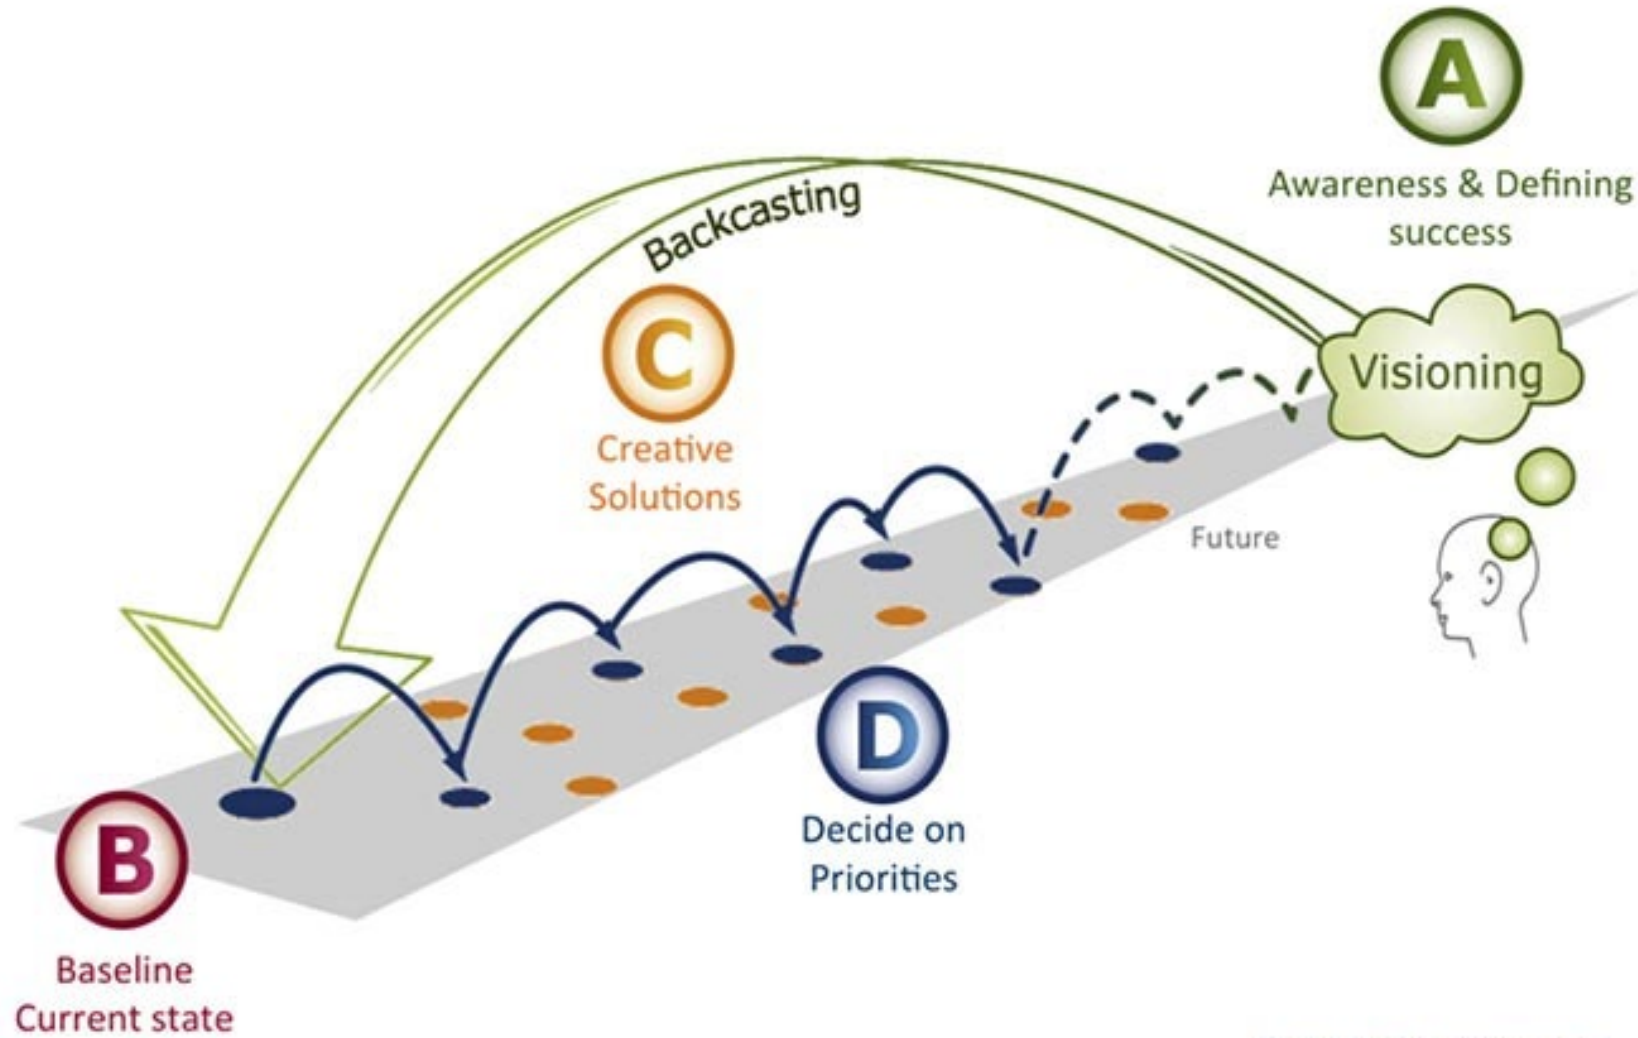 A
Awareness & Defining
success
Backcasting
C
Creative
Solutions
Visioning
Future
D
Decide on
Priorities
B
Baseline
Current state